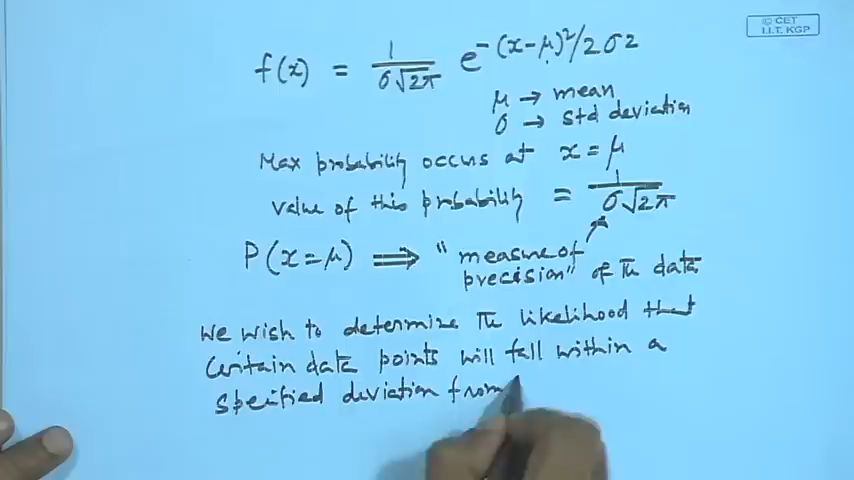 © CET
I.I.T. KGP
f(x) = 1/σ√2π e^-(x-μ)²/2σ2
μ → mean
σ → std deviation
Max probability occurs at x = μ
value of this probability = 1/σ√2π
P(x=μ) ⟹ "measure of
precision" of the data
We wish to determine the likelihood that
certain data points will fall within a
specified deviation from